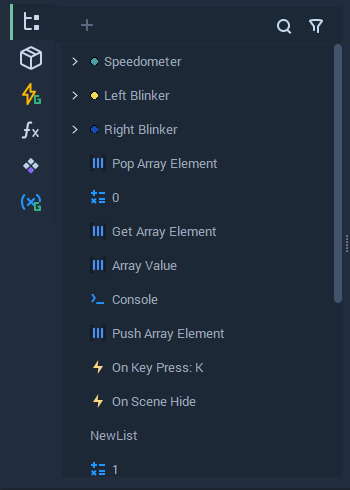 Speedometer
Left Blinker
Right Blinker
Pop Array Element
0
Get Array Element
Array Value
Console
Push Array Element
On Key Press: K
On Scene Hide
NewList
1